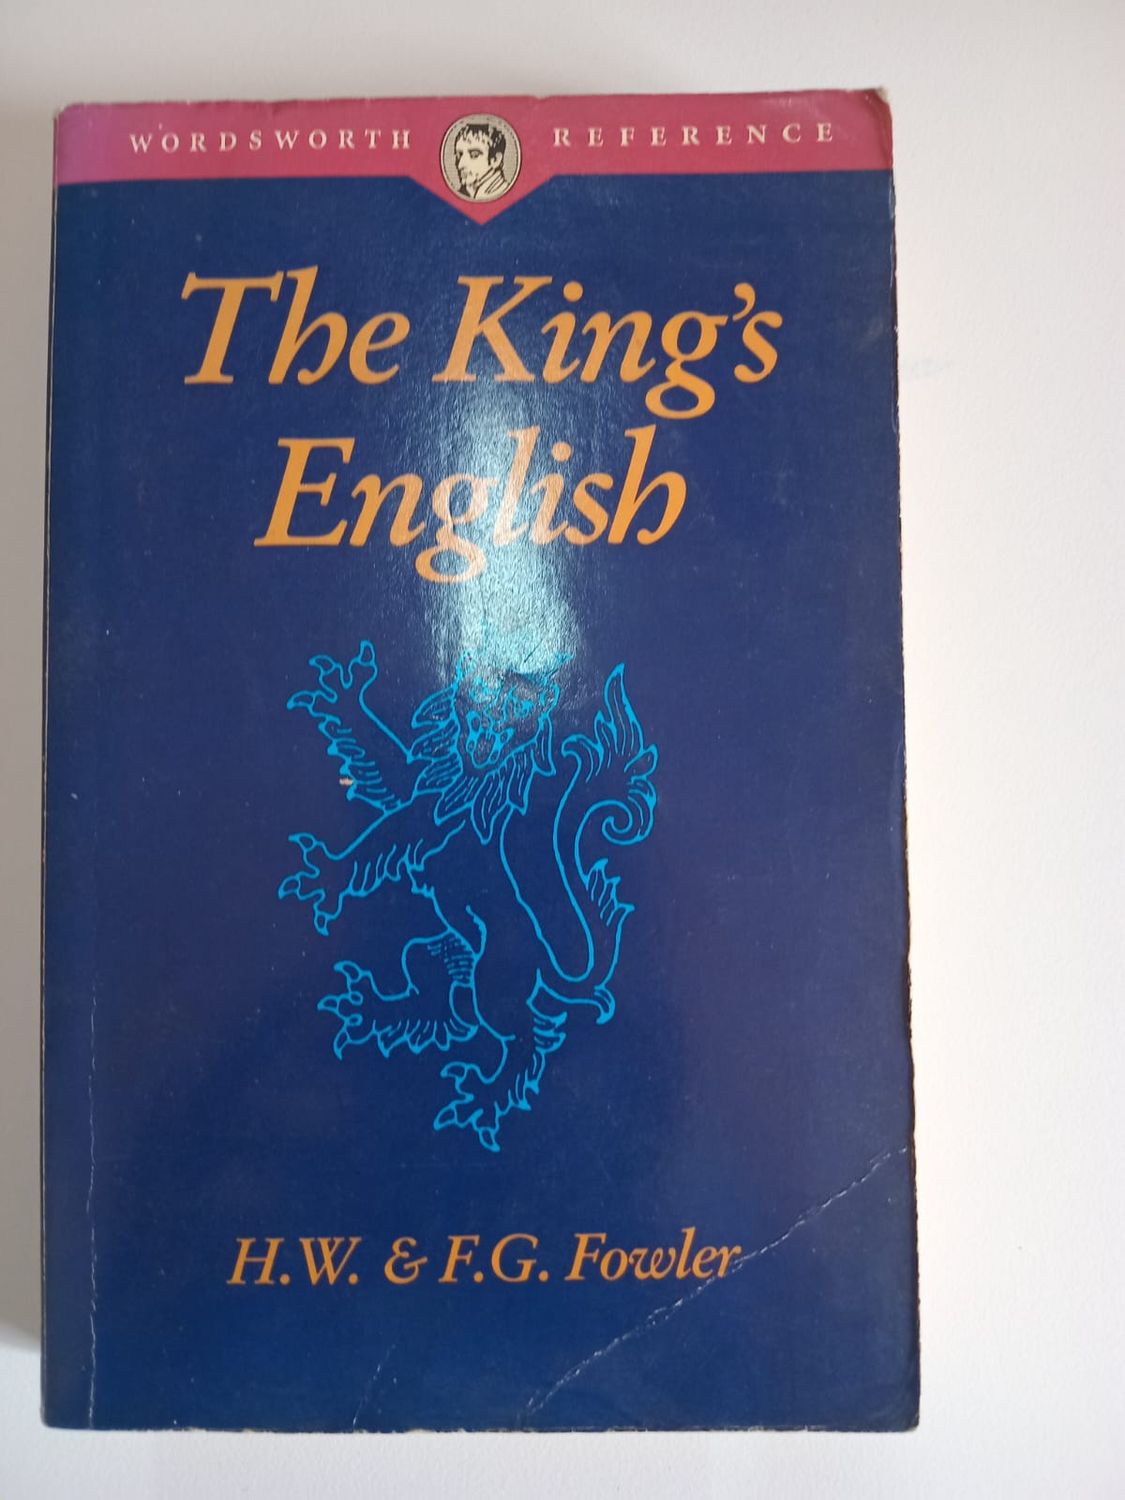 WORDSWORTH REFERENCE
The King's
English
H.W. & F.G. Fowler